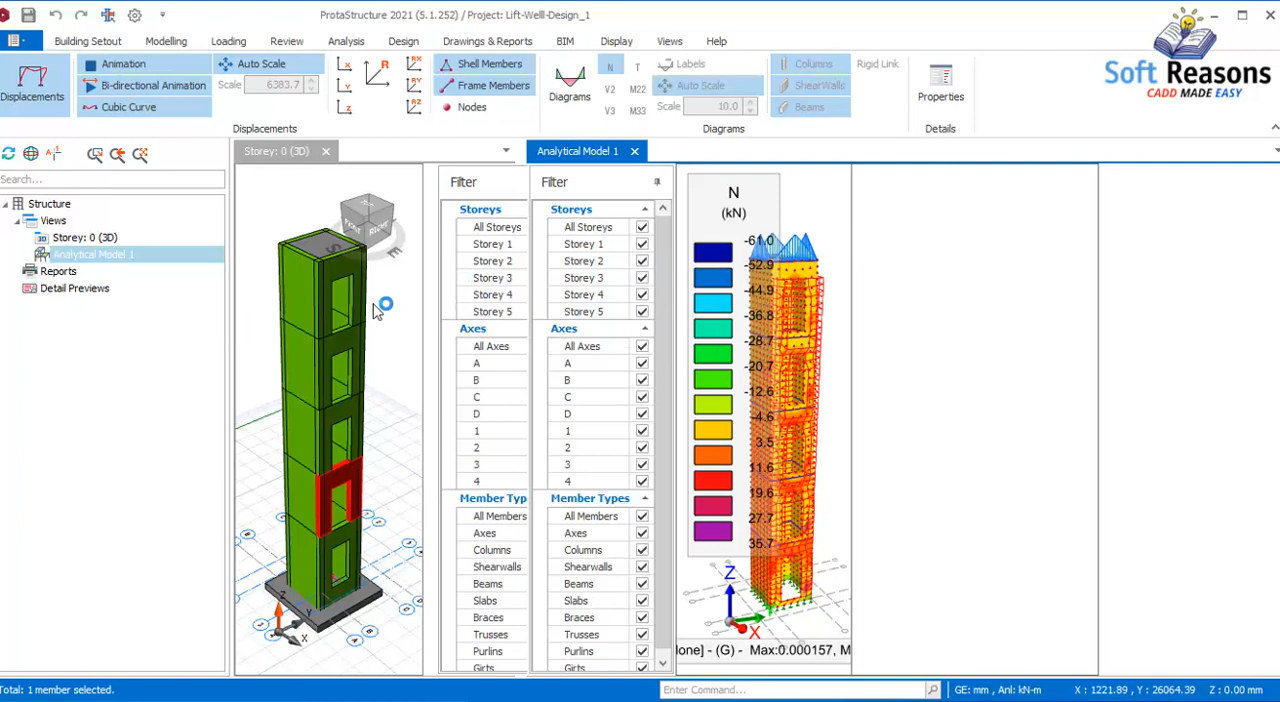 ProtaStructure 2021 (5.1.252) / Project: Lift-Welll-Design_1
Building Setout Modelling Loading Review Analysis Design Drawings & Reports BIM Display Views Help
Soft Reasons
CADD MADE EASY
Displacements
Animation
Bi-directional Animation
Cubic Curve
Auto Scale
Scale 6383.7
X
Y
Z
R
RX
RY
RZ
Shell Members
Frame Members
Nodes
Displacements
Diagrams
N T
V2 M22
V3 M33
Labels
Auto Scale
Scale 10.0
Columns
ShearWalls
Beams
Rigid Link
Diagrams
Properties
Details
Search...
Structure
Views
Storey: 0 (3D)
Analytical Model 1
Reports
Detail Previews
Storey: 0 (3D)
FRONT RIGHT
S E
Z Y X
Filter
Storeys
All Storeys
Storey 1
Storey 2
Storey 3
Storey 4
Storey 5
Axes
All Axes
A
B
C
D
1
2
3
4
Member Typ
All Members
Axes
Columns
Shearwalls
Beams
Slabs
Braces
Trusses
Purlins
Girts
Analytical Model 1
Filter
Storeys
All Storeys
Storey 1
Storey 2
Storey 3
Storey 4
Storey 5
Axes
All Axes
A
B
C
D
1
2
3
4
Member Types
All Members
Axes
Columns
Shearwalls
Beams
Slabs
Braces
Trusses
Purlins
Girts
N
(kN)
-61.0
-52.9
-44.9
-36.8
-28.7
-20.7
-12.6
-4.6
3.5
11.6
19.6
27.7
35.7
Z
X
lone] - (G) - Max:0.000157, M
Total: 1 member selected.
Enter Command...
GE: mm , Anl: kN-m
X : 1221.89 , Y : 26064.39 Z : 0.00 mm